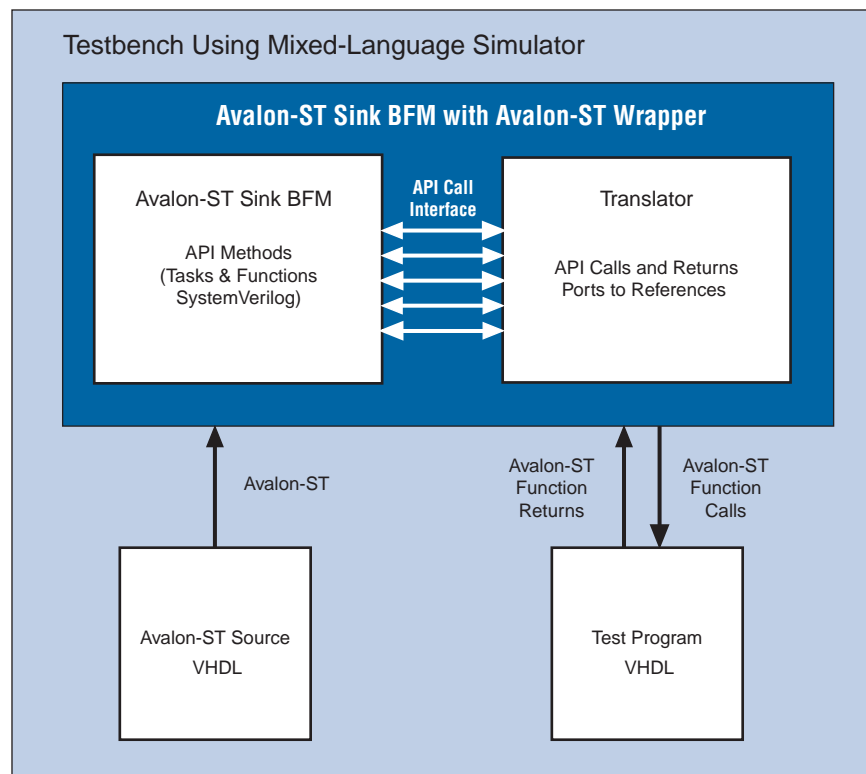 Testbench Using Mixed-Language Simulator
Avalon-ST Sink BFM with Avalon-ST Wrapper
Avalon-ST Sink BFM
API Methods
(Tasks & Functions
SystemVerilog)
API Call
Interface
Translator
API Calls and Returns
Ports to References
Avalon-ST
Avalon-ST
Function
Returns
Avalon-ST
Function
Calls
Avalon-ST Source
VHDL
Test Program
VHDL